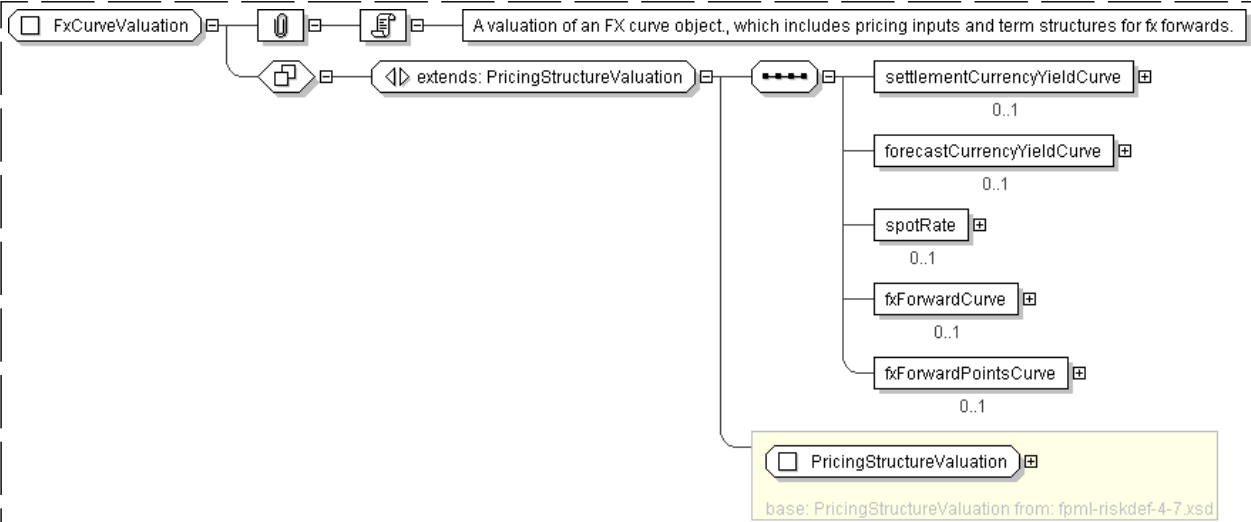 FxCurveValuation
A valuation of an FX curve object., which includes pricing inputs and term structures for fx forwards.
extends: PricingStructureValuation
settlementCurrencyYieldCurve
0..1
forecastCurrencyYieldCurve
0..1
spotRate
0..1
fxForwardCurve
0..1
fxForwardPointsCurve
0..1
PricingStructureValuation
base: PricingStructureValuation from: fpml-riskdef-4-7.xsd